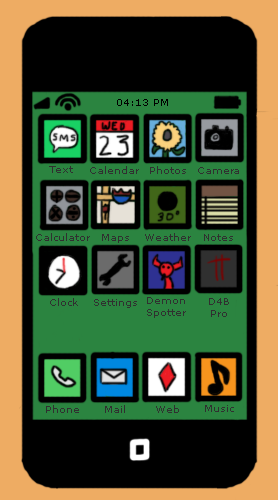 04:13 PM
SMS
WED
23
Text Calendar Photos Camera
30°
Calculator Maps Weather Notes
Clock Settings Demon Spotter D4B Pro
Phone Mail Web Music